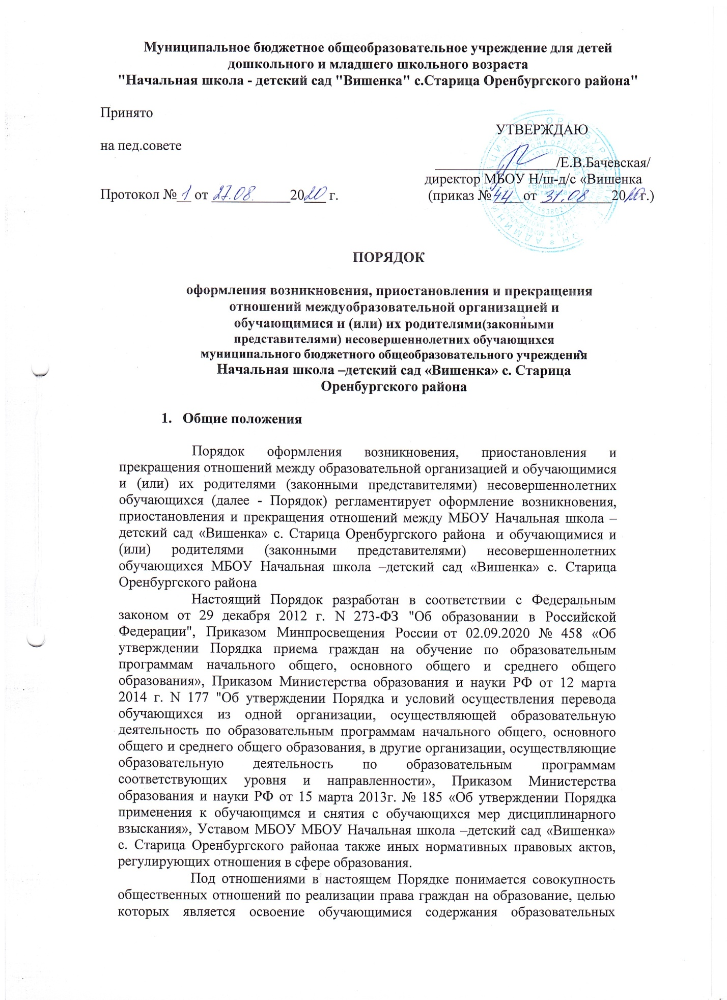 Муниципальное бюджетное общеобразовательное учреждение для детей
дошкольного и младшего школьного возраста
"Начальная школа - детский сад "Вишенка" с.Старица Оренбургского района"
Принято
УТВЕРЖДАЮ
на пед.совете
/Е.В.Бачевская/
директор МБОУ Н/ш-д/с «Вишенка
Протокол № 1 от 27.08. 2020 г.
(приказ № 44 от 31.08 2020 г.)
ПОРЯДОК
оформления возникновения, приостановления и прекращения
отношений междуобразовательной организацией и
обучающимися и (или) их родителями(законными
представителями) несовершеннолетних обучающихся
муниципального бюджетного общеобразовательного учреждения
Начальная школа –детский сад «Вишенка» с. Старица
Оренбургского района
1. Общие положения
Порядок оформления возникновения, приостановления и
прекращения отношений между образовательной организацией и обучающимися
и (или) их родителями (законными представителями) несовершеннолетних
обучающихся (далее - Порядок) регламентирует оформление возникновения,
приостановления и прекращения отношений между МБОУ Начальная школа –
детский сад «Вишенка» с. Старица Оренбургского района и обучающимися и
(или) родителями (законными представителями) несовершеннолетних
обучающихся МБОУ Начальная школа –детский сад «Вишенка» с. Старица
Оренбургского района
Настоящий Порядок разработан в соответствии с Федеральным
законом от 29 декабря 2012 г. N 273-ФЗ "Об образовании в Российской
Федерации", Приказом Минпросвещения России от 02.09.2020 № 458 «Об
утверждении Порядка приема граждан на обучение по образовательным
программам начального общего, основного общего и среднего общего
образования», Приказом Министерства образования и науки РФ от 12 марта
2014 г. N 177 "Об утверждении Порядка и условий осуществления перевода
обучающихся из одной организации, осуществляющей образовательную
деятельность по образовательным программам начального общего, основного
общего и среднего общего образования, в другие организации, осуществляющие
образовательную деятельность по образовательным программам
соответствующих уровня и направленности», Приказом Министерства
образования и науки РФ от 15 марта 2013г. № 185 «Об утверждении Порядка
применения к обучающимся и снятия с обучающихся мер дисциплинарного
взыскания», Уставом МБОУ МБОУ Начальная школа –детский сад «Вишенка»
с. Старица Оренбургского районаа также иных нормативных правовых актов,
регулирующих отношения в сфере образования.
Под отношениями в настоящем Порядке понимается совокупность
общественных отношений по реализации права граждан на образование, целью
которых является освоение обучающимися содержания образовательных